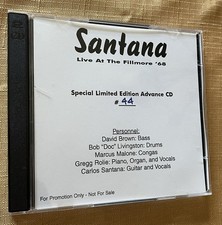 Santana
Live At The Fillmore '68
Special Limited Edition Advance CD
# 44
Personnel:
David Brown: Bass
Bob "Doc" Livingston: Drums
Marcus Malone: Congas
Gregg Rolie: Piano, Organ, and Vocals
Carlos Santana: Guitar and Vocals
For Promotion Only - Not For Sale